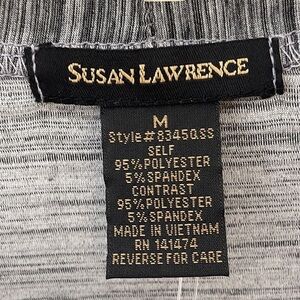 SUSAN LAWRENCE
M
Style#83450SS
SELF
95%POLYESTER
5%SPANDEX
CONTRAST
95%POLYESTER
5%SPANDEX
MADE IN VIETNAM
RN 141474
REVERSE FOR CARE